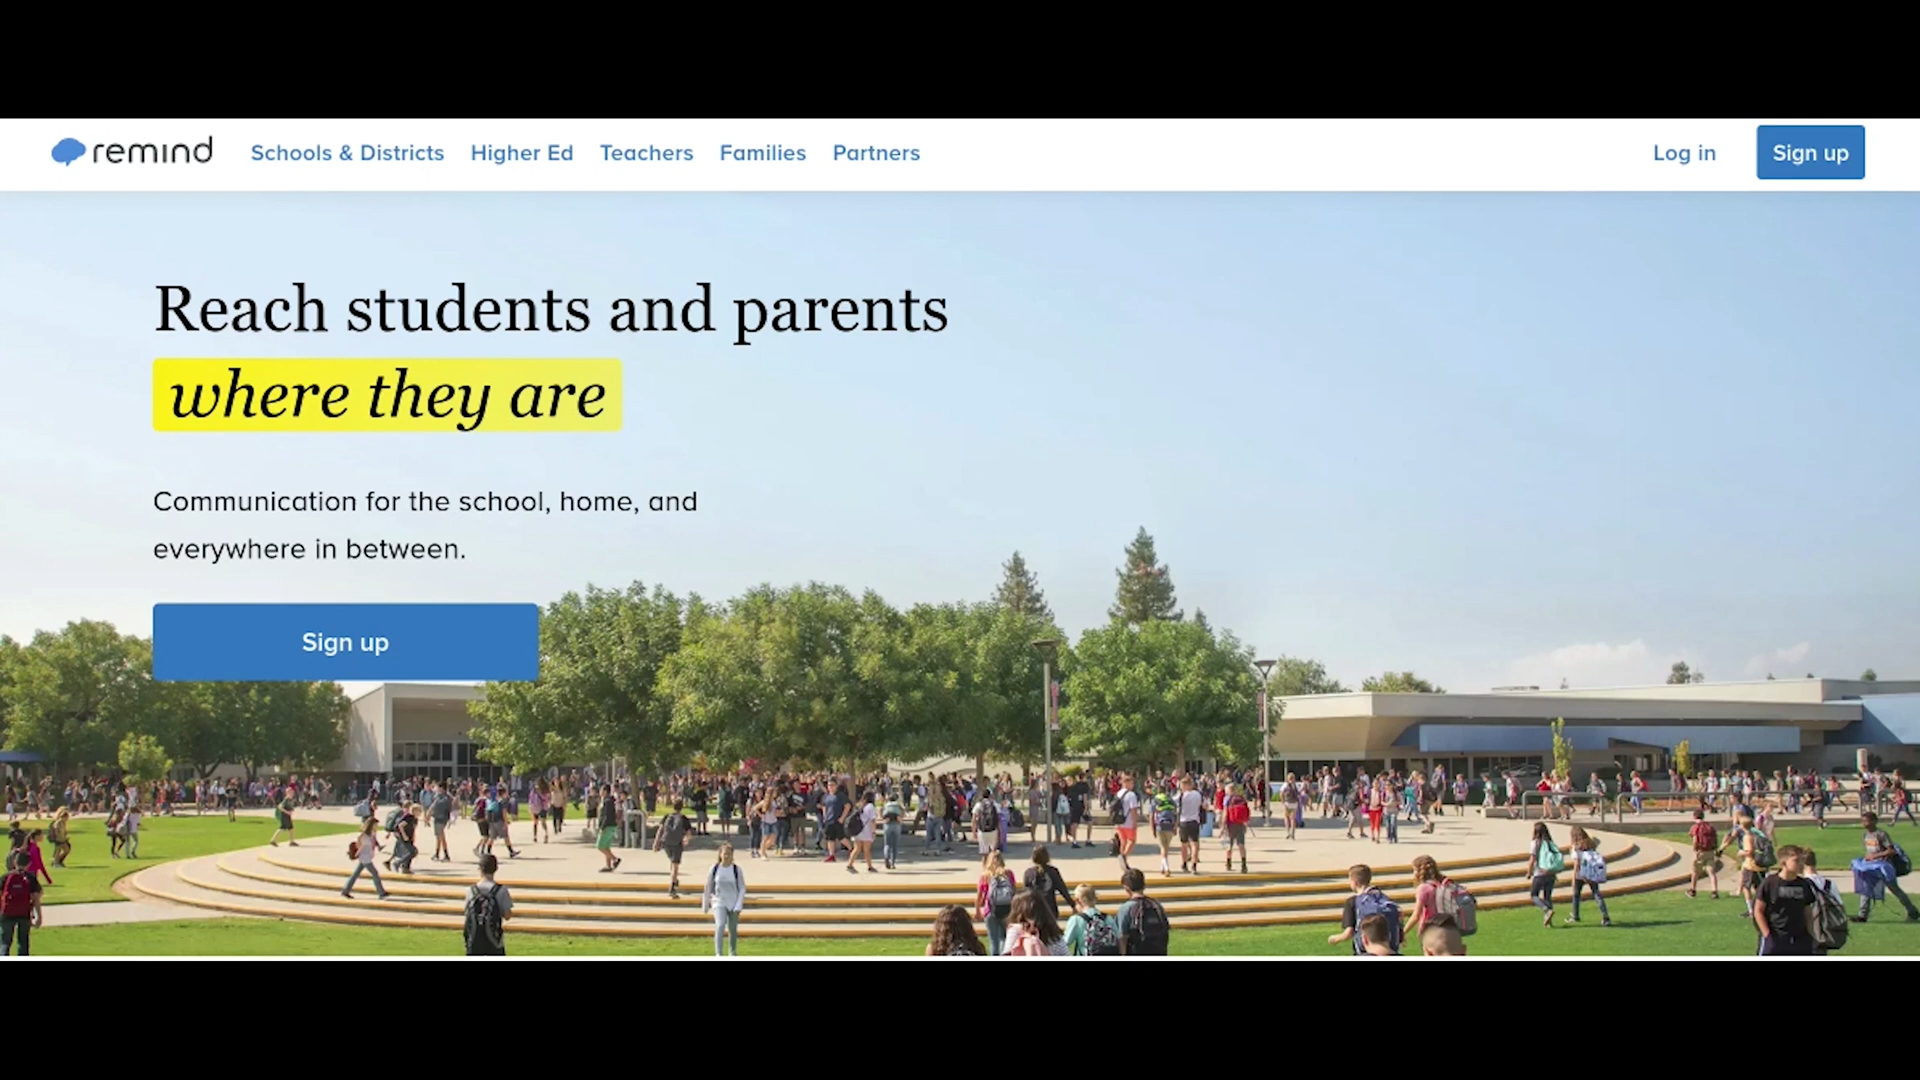 remind Schools & Districts Higher Ed Teachers Families Partners Log in Sign up
Reach students and parents
where they are
Communication for the school, home, and
everywhere in between.
Sign up